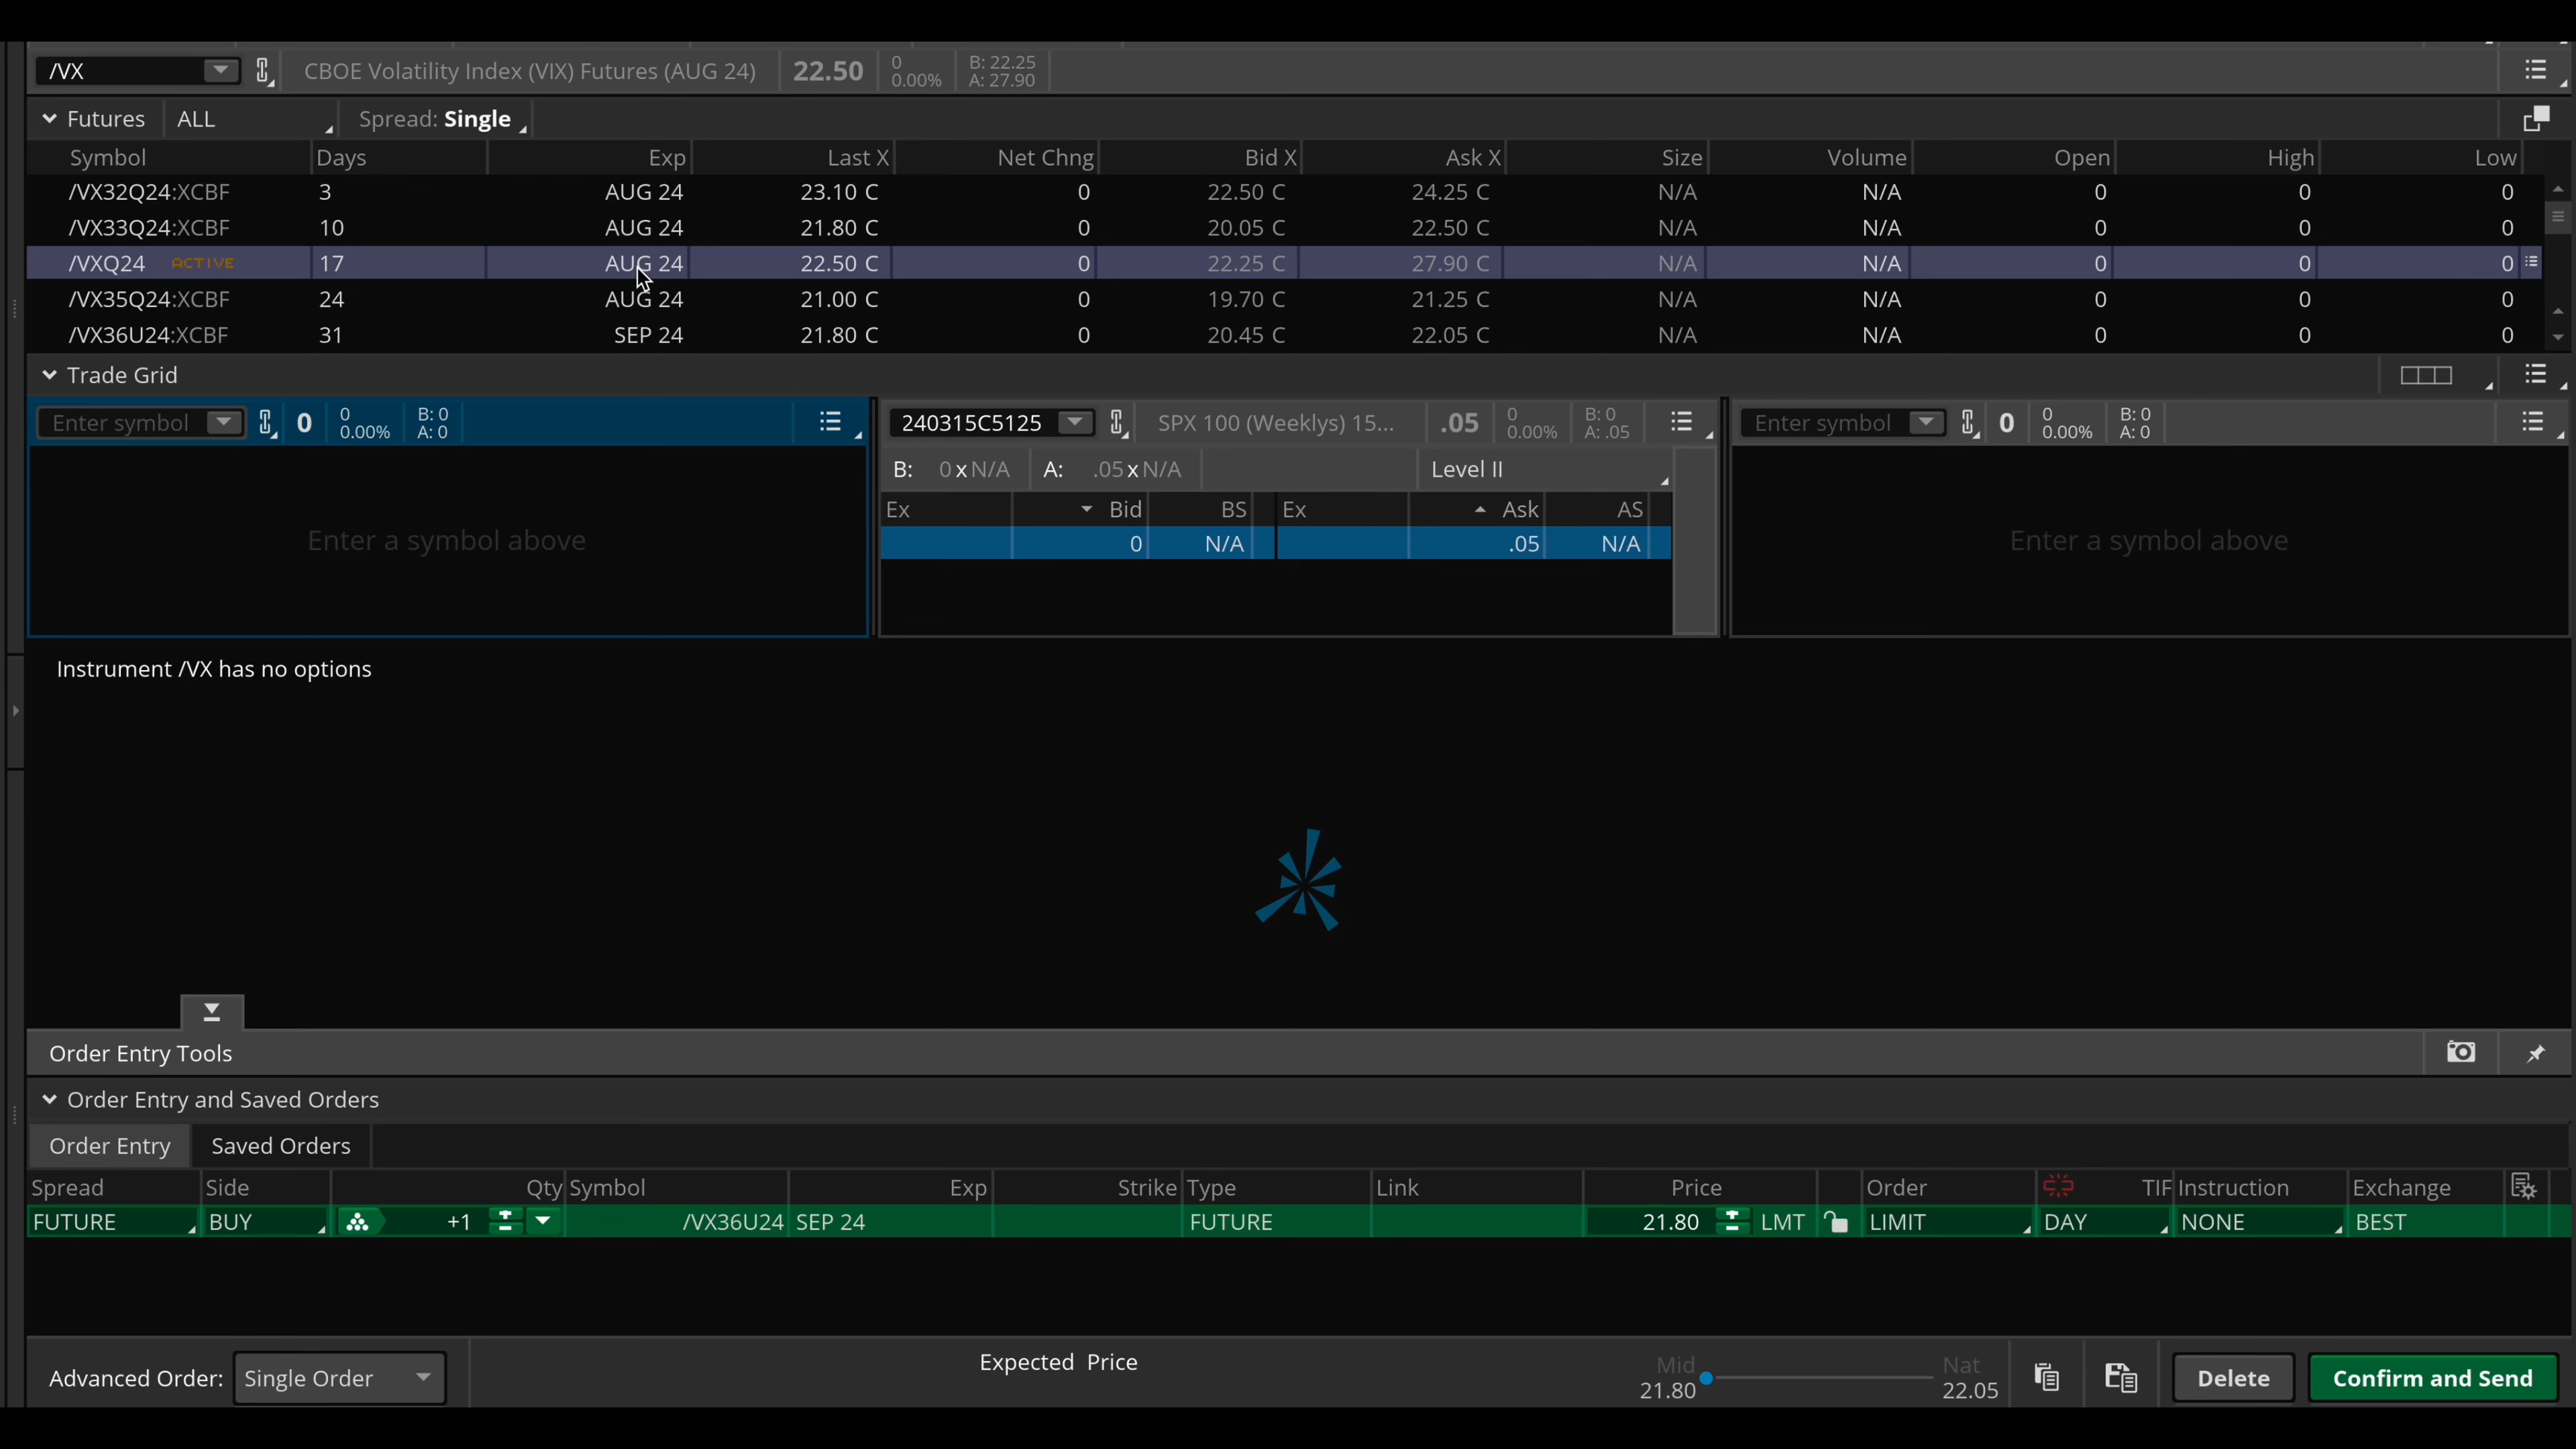 /VX CBOE Volatility Index (VIX) Futures (AUG 24) 22.50 0 0.00% B: 22.25 A: 27.90
Futures ALL Spread: Single
Symbol Days Exp Last X Net Chng Bid X Ask X Size Volume Open High Low
/VX32Q24:XCBF 3 AUG 24 23.10 C 0 22.50 C 24.25 C N/A N/A 0 0 0
/VX33Q24:XCBF 10 AUG 24 21.80 C 0 20.05 C 22.50 C N/A N/A 0 0 0
/VXQ24 ACTIVE 17 AUG 24 22.50 C 0 22.25 C 27.90 C N/A N/A 0 0 0
/VX35Q24:XCBF 24 AUG 24 21.00 C 0 19.70 C 21.25 C N/A N/A 0 0 0
/VX36U24:XCBF 31 SEP 24 21.80 C 0 20.45 C 22.05 C N/A N/A 0 0 0
Trade Grid
Enter symbol 0 0 0.00% B: 0 A: 0
Enter a symbol above
240315C5125 SPX 100 (Weeklys) 15... .05 0 0.00% B: 0 A: .05
B: 0 x N/A A: .05 x N/A Level II
Ex Bid BS Ex Ask AS
0 N/A .05 N/A
Enter symbol 0 0 0.00% B: 0 A: 0
Enter a symbol above
Instrument /VX has no options
Order Entry Tools
Order Entry and Saved Orders
Order Entry Saved Orders
Spread Side Qty Symbol Exp Strike Type Link Price Order TIF Instruction Exchange
FUTURE BUY +1 /VX36U24 SEP 24 FUTURE 21.80 LMT LIMIT DAY NONE BEST
Advanced Order: Single Order Expected Price Mid 21.80 Nat 22.05 Delete Confirm and Send